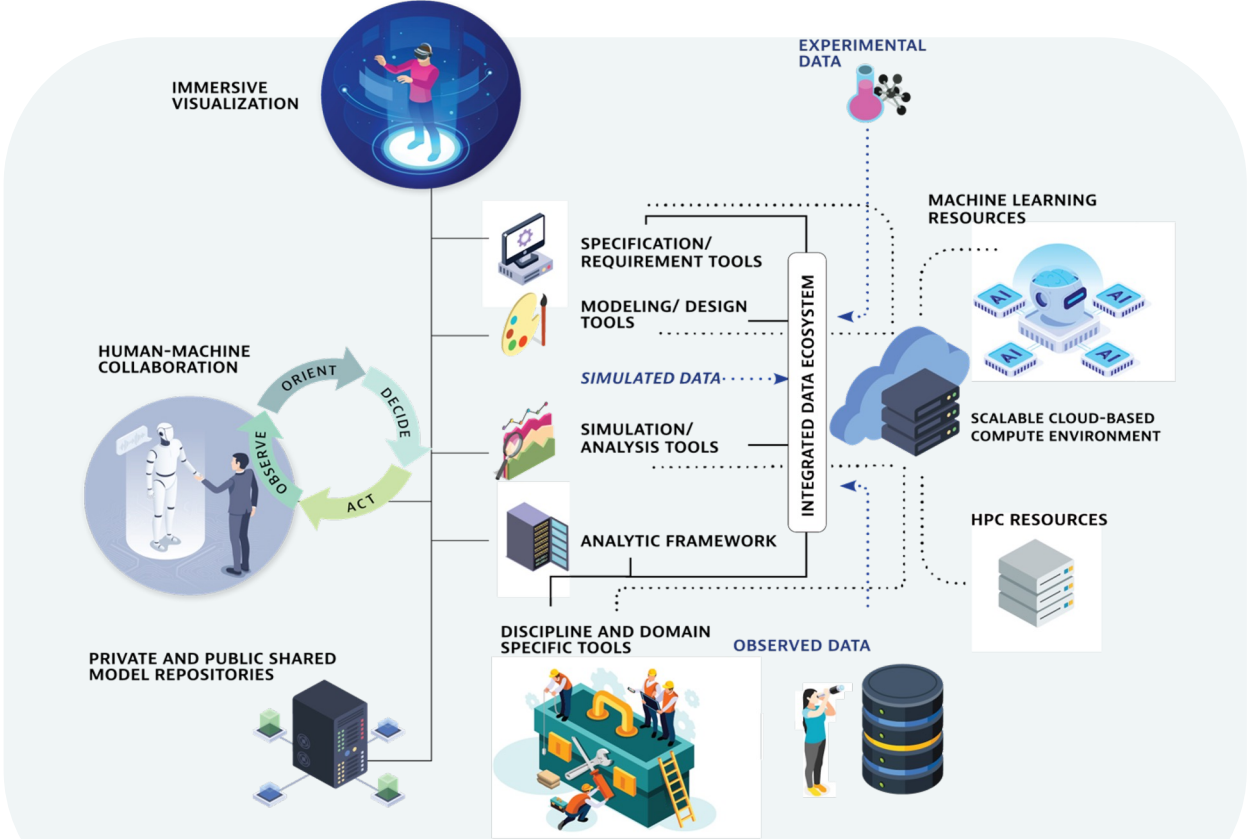 EXPERIMENTAL
DATA
IMMERSIVE
VISUALIZATION
MACHINE LEARNING
RESOURCES
AI
AI
AI
AI
SPECIFICATION/
REQUIREMENT TOOLS
MODELING/ DESIGN
TOOLS
SIMULATED DATA
SIMULATION/
ANALYSIS TOOLS
ANALYTIC FRAMEWORK
INTEGRATED DATA ECOSYSTEM
HUMAN-MACHINE
COLLABORATION
ORIENT
DECIDE
ACT
OBSERVE
SCALABLE CLOUD-BASED
COMPUTE ENVIRONMENT
HPC RESOURCES
DISCIPLINE AND DOMAIN
SPECIFIC TOOLS
OBSERVED DATA
PRIVATE AND PUBLIC SHARED
MODEL REPOSITORIES